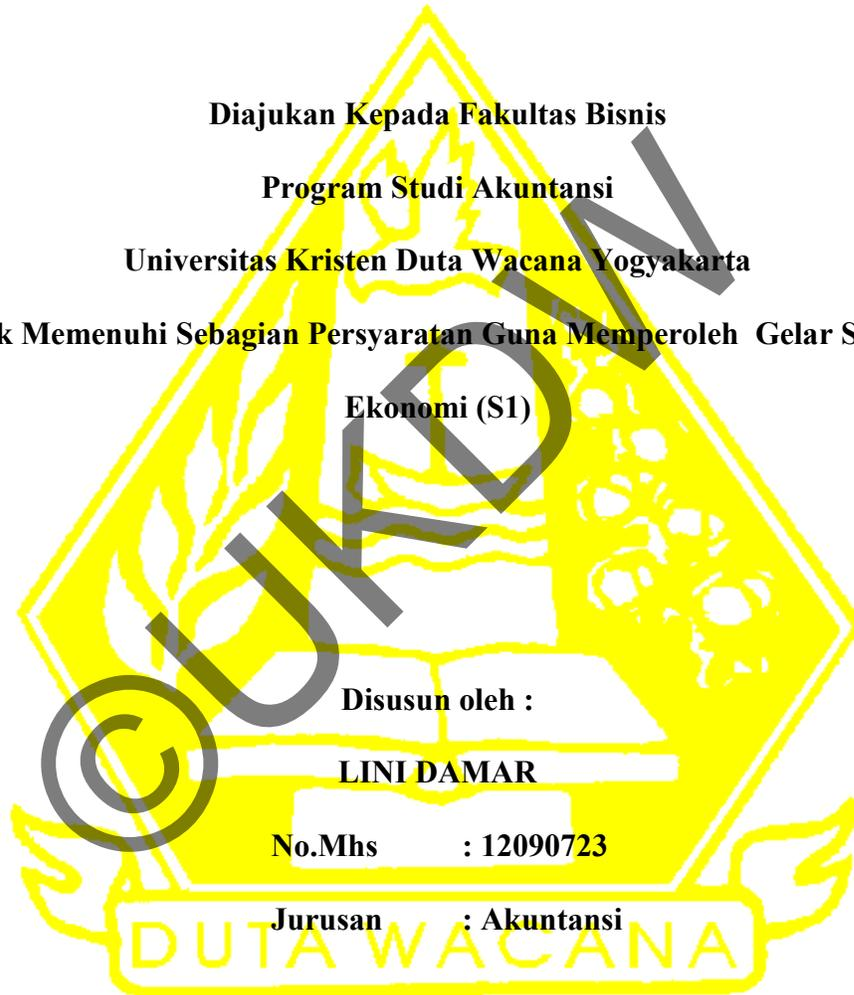 Diajukan Kepada Fakultas Bisnis
Program Studi Akuntansi
Universitas Kristen Duta Wacana Yogyakarta
Memenuhi Sebagian Persyaratan Guna Memperoleh Gelar
Ekonomi (S1)
©UKDW
Disusun oleh :
LINI DAMAR
No.Mhs : 12090723
Jurusan : Akuntansi
DUTA WACANA